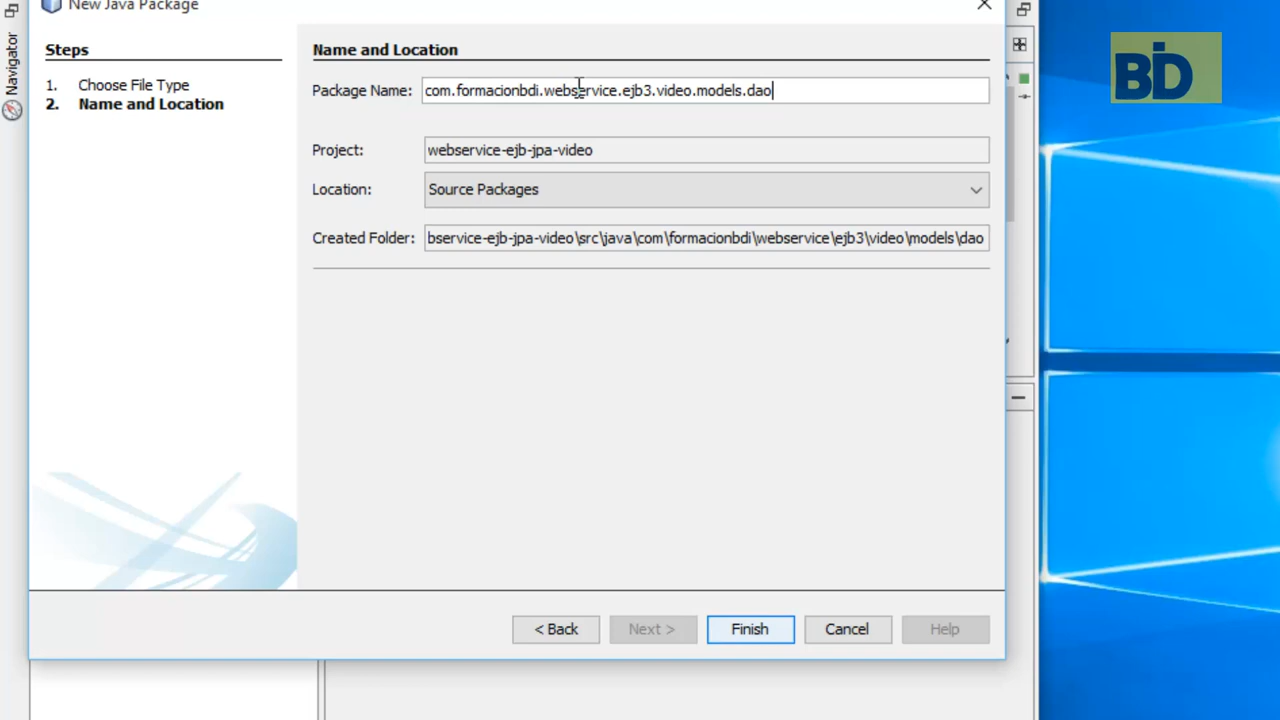 New Java Package
Navigator
Steps
1. Choose File Type
2. Name and Location
Name and Location
Package Name: com.formacionbdi.webservice.ejb3.video.models.dao
Project: webservice-ejb-jpa-video
Location: Source Packages
Created Folder: bservice-ejb-jpa-video\src\java\com\formacionbdi\webservice\ejb3\video\models\dao
< Back
Next >
Finish
Cancel
Help
BDI